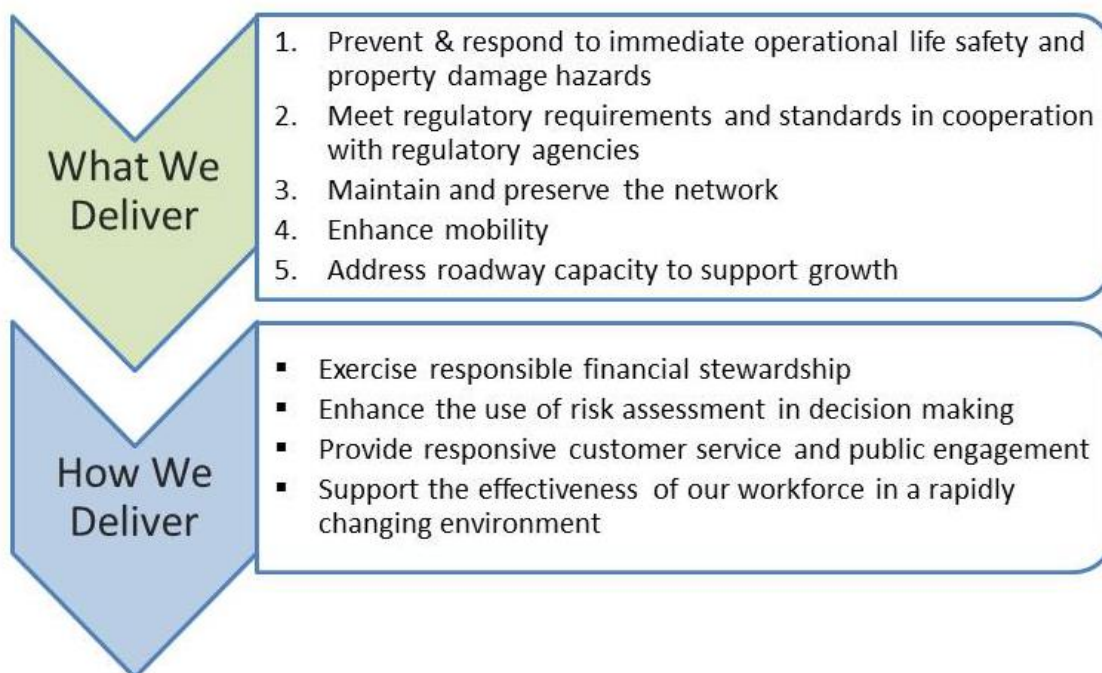 What We
Deliver
1. Prevent & respond to immediate operational life safety and
property damage hazards
2. Meet regulatory requirements and standards in cooperation
with regulatory agencies
3. Maintain and preserve the network
4. Enhance mobility
5. Address roadway capacity to support growth
How We
Deliver
▪ Exercise responsible financial stewardship
▪ Enhance the use of risk assessment in decision making
▪ Provide responsive customer service and public engagement
▪ Support the effectiveness of our workforce in a rapidly
changing environment